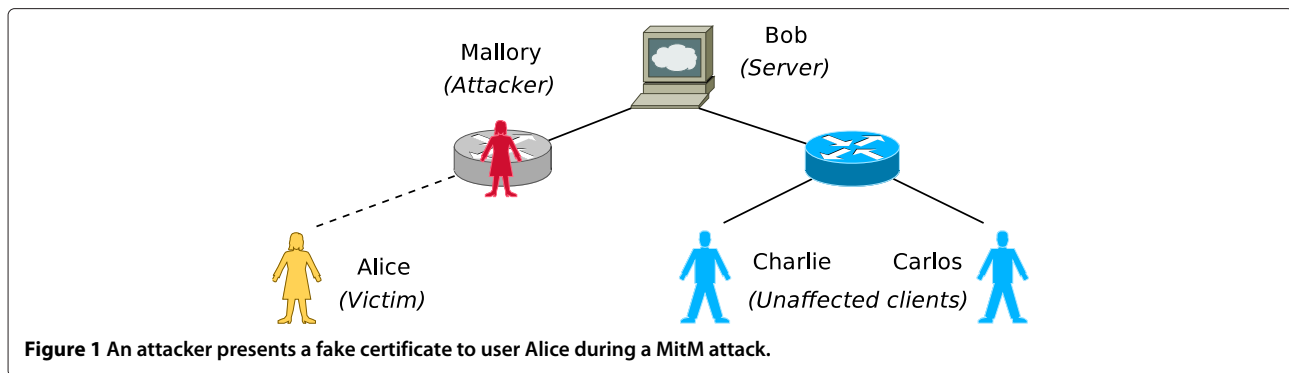 Mallory
(Attacker)
Bob
(Server)
Alice
(Victim)
Charlie
Carlos
(Unaffected clients)
Figure 1 An attacker presents a fake certificate to user Alice during a MitM attack.